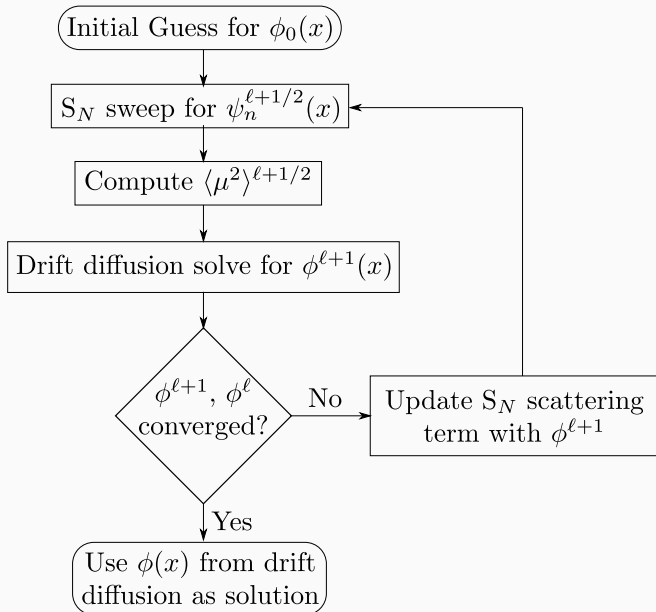 Initial Guess for ϕ₀(x)
S_N sweep for ψ_n^{ℓ+1/2}(x)
Compute ⟨μ²⟩^{ℓ+1/2}
Drift diffusion solve for ϕ^{ℓ+1}(x)
ϕ^{ℓ+1}, ϕ^ℓ
converged?
No
Update S_N scattering
term with ϕ^{ℓ+1}
Yes
Use ϕ(x) from drift
diffusion as solution